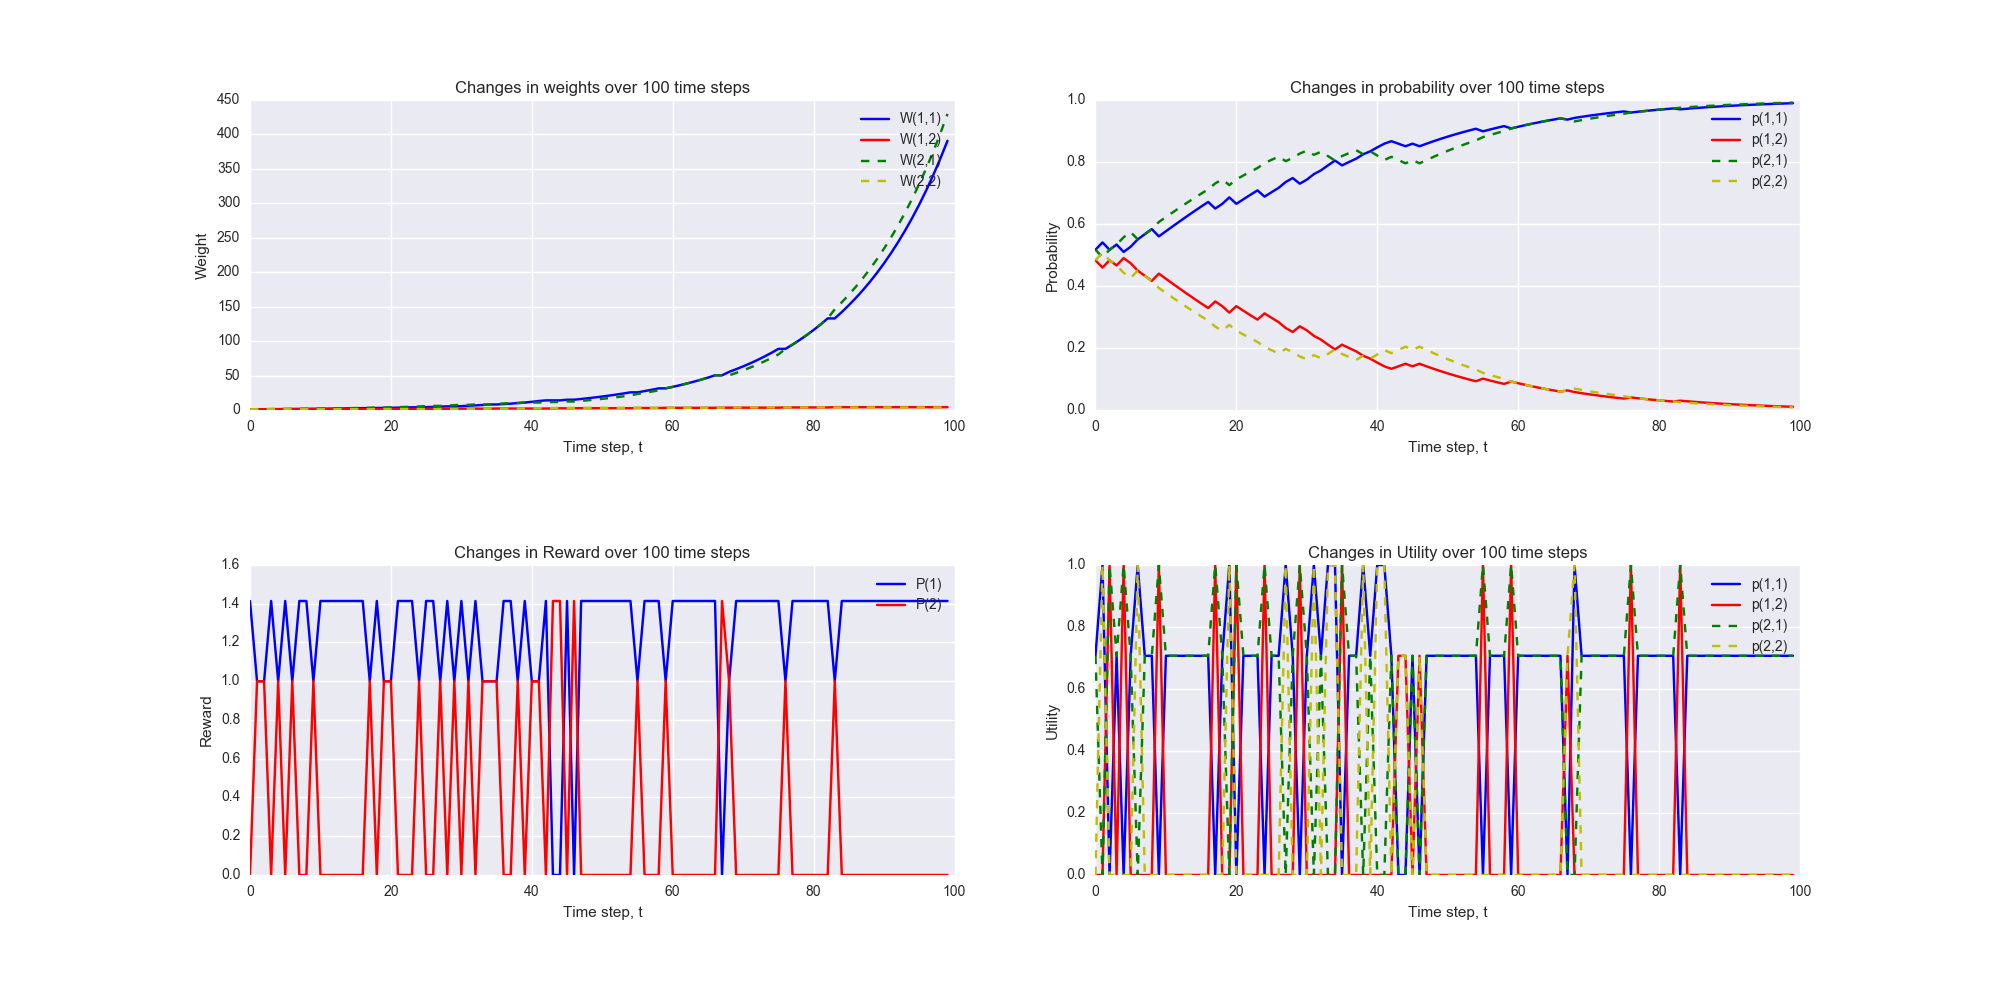 Changes in weights over 100 time steps
450
400
350
300
250
200
150
100
50
0
Weight
W(1,1)
W(1,2)
W(2,1)
W(2,2)
0 20 40 60 80 100
Time step, t
Changes in probability over 100 time steps
1.0
0.8
0.6
0.4
0.2
0.0
Probability
p(1,1)
p(1,2)
p(2,1)
p(2,2)
0 20 40 60 80 100
Time step, t
Changes in Reward over 100 time steps
1.6
1.4
1.2
1.0
0.8
0.6
0.4
0.2
0.0
Reward
P(1)
P(2)
0 20 40 60 80 100
Time step, t
Changes in Utility over 100 time steps
1.0
0.8
0.6
0.4
0.2
0.0
Utility
p(1,1)
p(1,2)
p(2,1)
p(2,2)
0 20 40 60 80 100
Time step, t